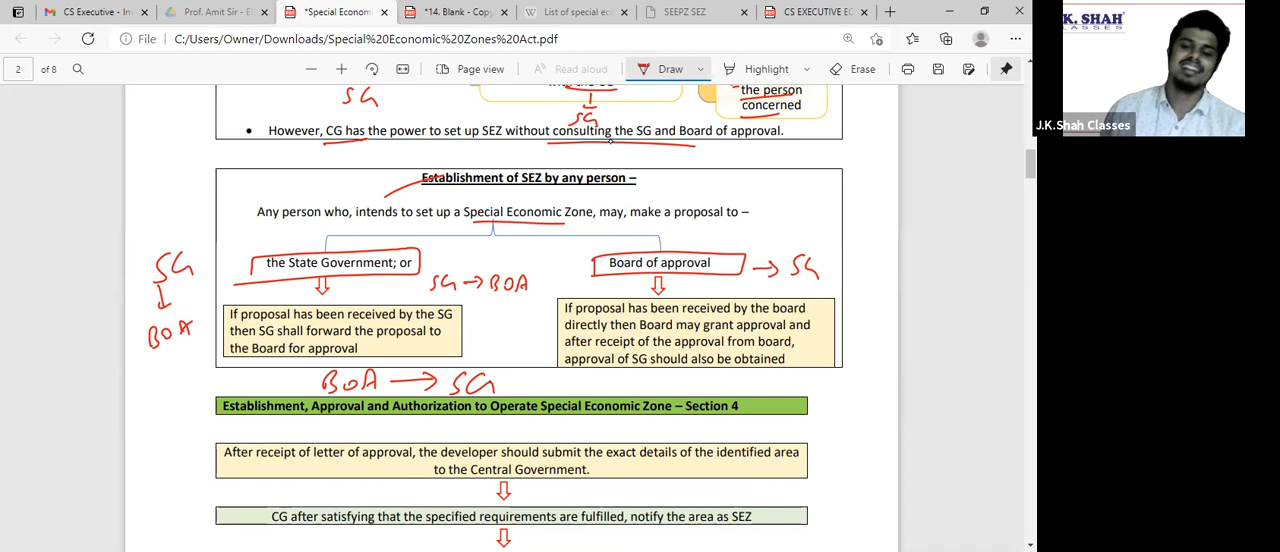 CS Executive - Inv
Prof. Amit Sir - ES
*Special Econom
*14. Blank - Copy
List of special eco
SEEPZ SEZ
CS EXECUTIVE EC
File
C:/Users/Owner/Downloads/Special%20Economic%20Zones%20Act.pdf
2 of 8
Page view
Read aloud
Draw
Highlight
Erase
K. SHAH
CLASSES
J.K.Shah Classes
SG
SG
the person
concerned
• However, CG has the power to set up SEZ without consulting the SG and Board of approval.
Establishment of SEZ by any person –
Any person who, intends to set up a Special Economic Zone, may, make a proposal to –
the State Government; or
Board of approval
SG
SG → BOA
SG
BOA
If proposal has been received by the SG
then SG shall forward the proposal to
the Board for approval
If proposal has been received by the board
directly then Board may grant approval and
after receipt of the approval from board,
approval of SG should also be obtained
BOA → SG
Establishment, Approval and Authorization to Operate Special Economic Zone – Section 4
After receipt of letter of approval, the developer should submit the exact details of the identified area
to the Central Government.
CG after satisfying that the specified requirements are fulfilled, notify the area as SEZ